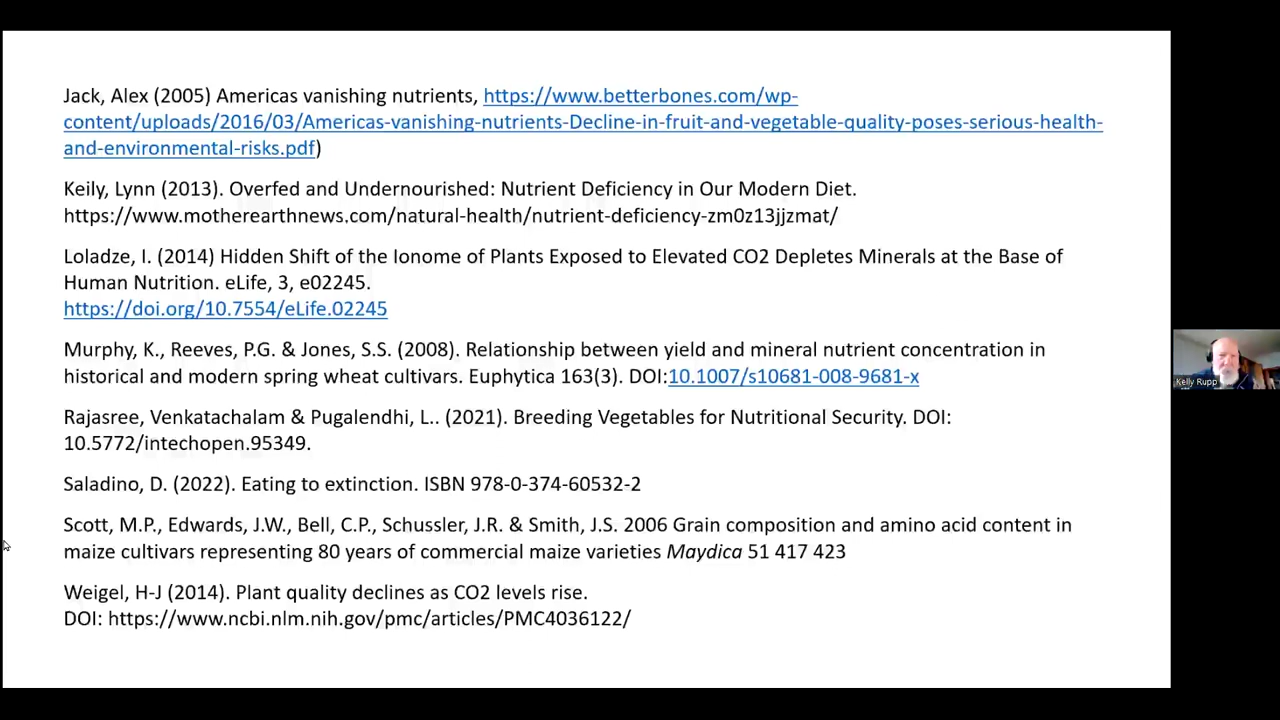 Jack, Alex (2005) Americas vanishing nutrients, https://www.betterbones.com/wp-
content/uploads/2016/03/Americas-vanishing-nutrients-Decline-in-fruit-and-vegetable-quality-poses-serious-health-
and-environmental-risks.pdf)
Keily, Lynn (2013). Overfed and Undernourished: Nutrient Deficiency in Our Modern Diet.
https://www.motherearthnews.com/natural-health/nutrient-deficiency-zm0z13jjzmat/
Loladze, I. (2014) Hidden Shift of the Ionome of Plants Exposed to Elevated CO2 Depletes Minerals at the Base of
Human Nutrition. eLife, 3, e02245.
https://doi.org/10.7554/eLife.02245
Murphy, K., Reeves, P.G. & Jones, S.S. (2008). Relationship between yield and mineral nutrient concentration in
historical and modern spring wheat cultivars. Euphytica 163(3). DOI:10.1007/s10681-008-9681-x
Rajasree, Venkatachalam & Pugalendhi, L.. (2021). Breeding Vegetables for Nutritional Security. DOI:
10.5772/intechopen.95349.
Saladino, D. (2022). Eating to extinction. ISBN 978-0-374-60532-2
Scott, M.P., Edwards, J.W., Bell, C.P., Schussler, J.R. & Smith, J.S. 2006 Grain composition and amino acid content in
maize cultivars representing 80 years of commercial maize varieties Maydica 51 417 423
Weigel, H-J (2014). Plant quality declines as CO2 levels rise.
DOI: https://www.ncbi.nlm.nih.gov/pmc/articles/PMC4036122/
Kelly Rupp